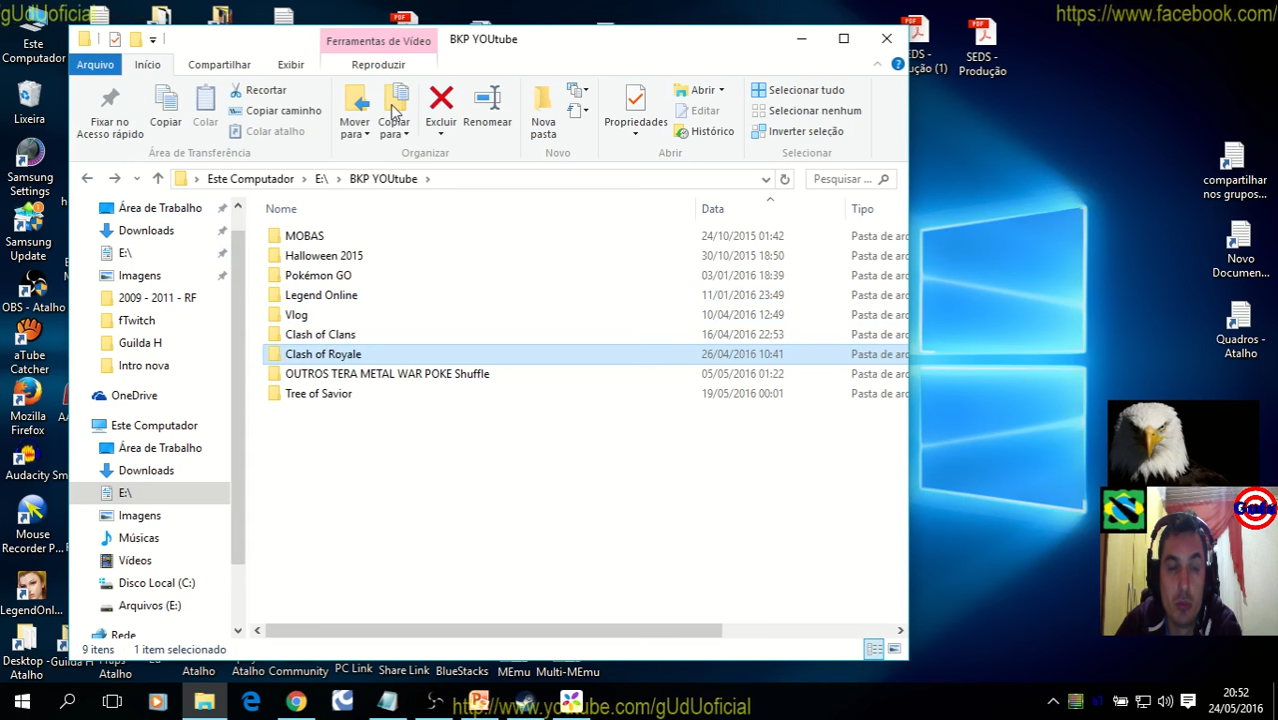 /gUdUoficial
https://www.facebook.com/
Ferramentas de Vídeo
BKP YOUtube
Arquivo
Início
Compartilhar
Exibir
Reproduzir
Fixar no
Acesso rápido
Copiar
Colar
Recortar
Copiar caminho
Colar atalho
Área de Transferência
Mover
para
Copiar
para
Excluir
Renomear
Organizar
Nova
pasta
Novo
Propriedades
Abrir
Editar
Histórico
Abrir
Selecionar tudo
Selecionar nenhum
Inverter seleção
Selecionar
Este Computador
E:\
BKP YOUtube
Pesquisar ...
Área de Trabalho
Downloads
E:\
Imagens
2009 - 2011 - RF
fTwitch
Guilda H
Intro nova
OneDrive
Este Computador
Área de Trabalho
Downloads
E:\
Imagens
Músicas
Vídeos
Disco Local (C:)
Arquivos (E:)
Rede
Nome Data Tipo
MOBAS 24/10/2015 01:42 Pasta de arq
Halloween 2015 30/10/2015 18:50 Pasta de arq
Pokémon GO 03/01/2016 18:39 Pasta de arq
Legend Online 11/01/2016 23:49 Pasta de arq
Vlog 10/04/2016 12:49 Pasta de arq
Clash of Clans 16/04/2016 22:53 Pasta de arq
Clash of Royale 26/04/2016 10:41 Pasta de arq
OUTROS TERA METAL WAR POKE Shuffle 05/05/2016 01:22 Pasta de arq
Tree of Savior 19/05/2016 00:01 Pasta de arq
9 itens 1 item selecionado
Este
Computador
Lixeira
Samsung
Settings
Samsung
Update
OBS - Atalho
aTube
Catcher
Mozilla
Firefox
Audacity Sm
Mouse
Recorder P
LegendOnl...
Desktop -
Atalho
Guilda H
Atalho
Atalho
Atalho
Community
PC Link
Share Link
BlueStacks
MEmu
Multi-MEmu
PDF
SEDS -
ução (1)
SEDS -
Produção
compartilhar
nos grupos...
Novo
Documen...
Quadros -
Atalho
http://www.youtube.com/gUdUoficial
20:52
24/05/2016